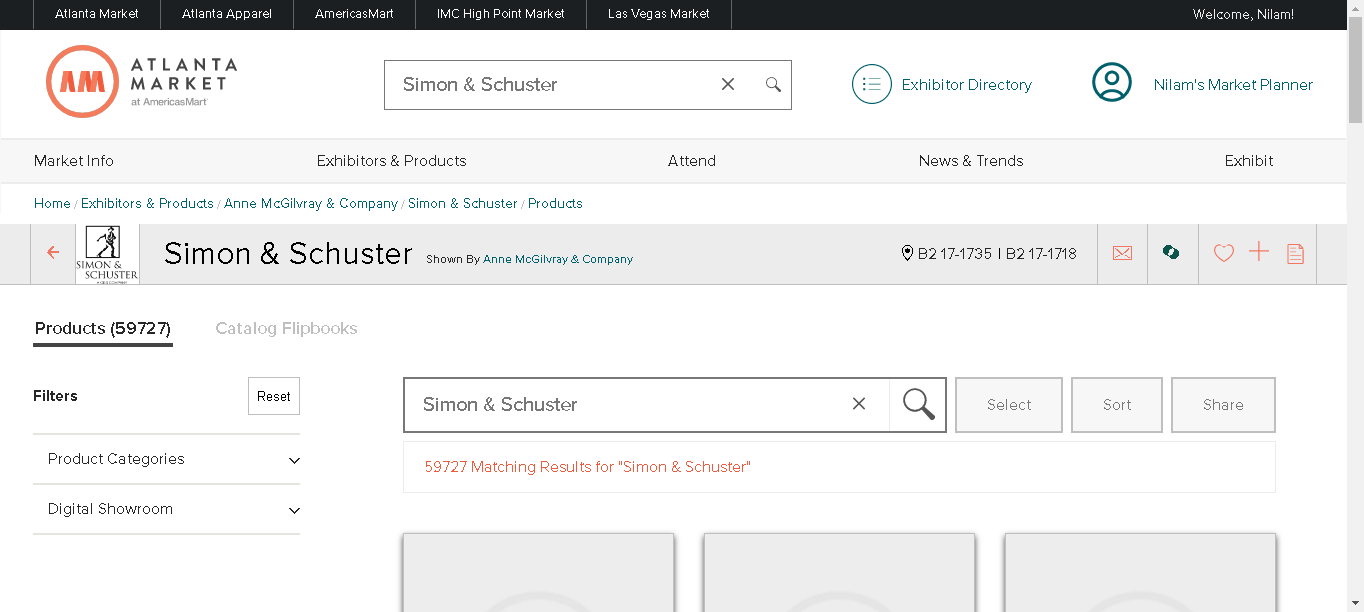 Atlanta Market
Atlanta Apparel
AmericasMart
IMC High Point Market
Las Vegas Market
Welcome, Nilam!
AM
ATLANTA
MARKET
at AmericasMart
Simon & Schuster
Exhibitor Directory
Nilam's Market Planner
Market Info
Exhibitors & Products
Attend
News & Trends
Exhibit
Home / Exhibitors & Products / Anne McGilvray & Company / Simon & Schuster / Products
SIMON &
SCHUSTER
Simon & Schuster
Shown By Anne McGilvray & Company
B2 17-1735 | B2 17-1718
Products (59727)
Catalog Flipbooks
Filters
Reset
Simon & Schuster
Select
Sort
Share
Product Categories
59727 Matching Results for "Simon & Schuster"
Digital Showroom